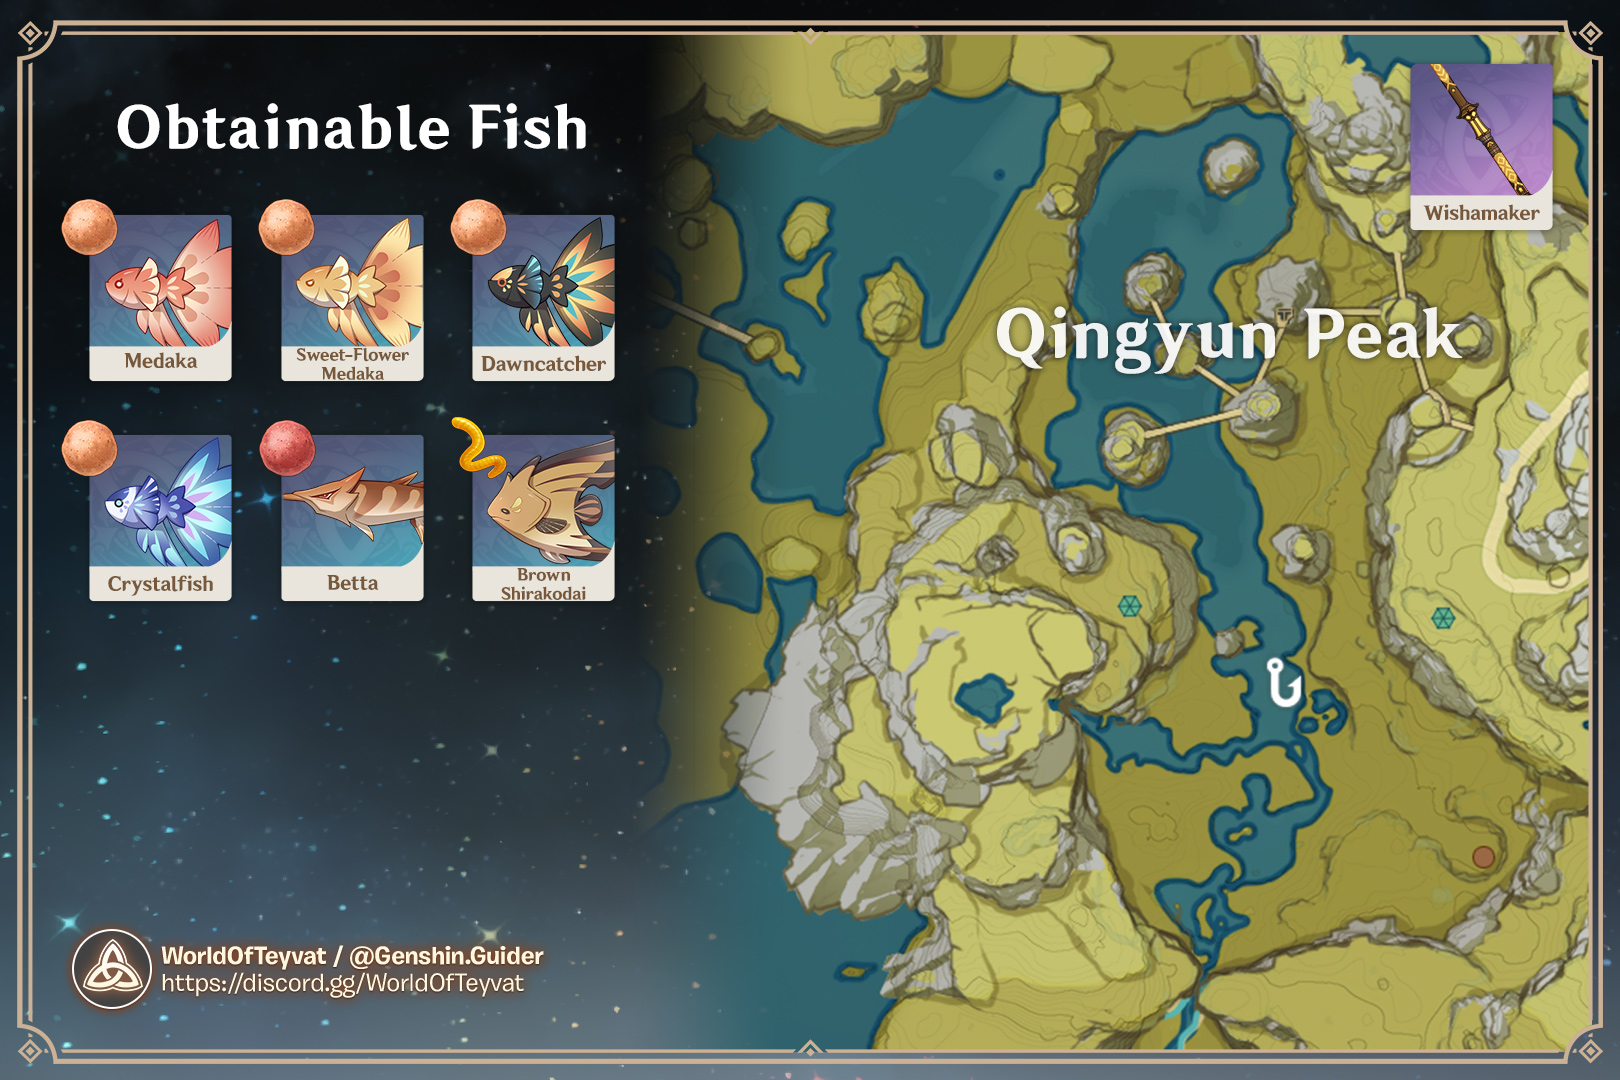 Obtainable Fish
Wishamaker
Medaka
Sweet-Flower
Medaka
Dawncatcher
Qingyun Peak
Crystalfish
Betta
Brown
Shirakodai
WorldOfTeyvat / @Genshin.Guider
https://discord.gg/WorldOfTeyvat